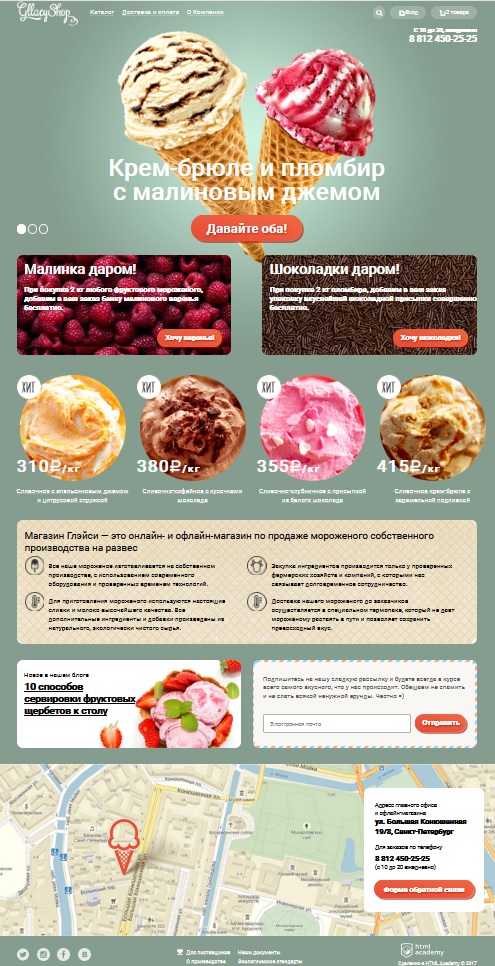 Gllacy Shop
Каталог Доставка и оплата О Компании
Вход
2 товара
С 10 до 20, ежедневно
8 812 450-25-25
Крем-брюле и пломбир
с малиновым джемом
Давайте оба!
Малинка даром!
При покупке 2 кг любого фруктового мороженого,
добавим в ваш заказ банку малинового варенья
бесплатно.
Хочу варенье!
Шоколадки даром!
При покупке 2 кг пломбира, добавим в ваш заказ
упаковку вкуснейшей шоколадной присыпки совершенно
бесплатно.
Хочу шоколадки!
ХИТ
ХИТ
ХИТ
ХИТ
310₽/кг
380₽/кг
355₽/кг
415₽/кг
Сливочное с апельсиновым джемом
и цитрусовой стружкой
Сливочно-кофейное с кусочками
шоколада
Сливочно-клубничное с присыпкой
из белого шоколада
Сливочное крем-брюле с
карамельной подливкой
Магазин Глэйси — это онлайн- и офлайн-магазин по продаже мороженого собственного
производства на развес
Все наше мороженое изготавливается на собственном
производстве, с использованием современного
оборудования и проверенных временем технологий.
Закупка ингредиентов производится только у проверенных
фермерских хозяйств и компаний, с которыми нас
связывает долговременное сотрудничество.
Для приготовления мороженого используются настоящие
сливки и молоко высочайшего качества. Все
дополнительные ингредиенты и добавки произведены из
натурального, экологически чистого сырья.
Доставка нашего мороженого до заказчиков
осуществляется в специальном термопаке, который не дает
мороженому растаять в пути и позволяет сохранить
превосходный вкус.
Новое в нашем блоге
10 способов
сервировки фруктовых
щербетов к столу
Подпишитесь на нашу сладкую рассылку и будете всегда в курсе
всего самого вкусного, что у нас происходит. Обещаем не спамить
и не слать всякой ненужной ерунды. Честно =)
Электронная почта
Отправить
Конюшенная пл.
Адрес главного офиса
и офлайн-магазина:
ул. Большая Конюшенная
19/8, Санкт-Петербург
Для заказов по телефону
8 812 450-25-25
(с 10 до 20 ежедневно)
Форма обратной связи
Для поставщиков
О производстве
Наши документы
Экологические стандарты
html
academy
Сделано в HTML Academy © 2017